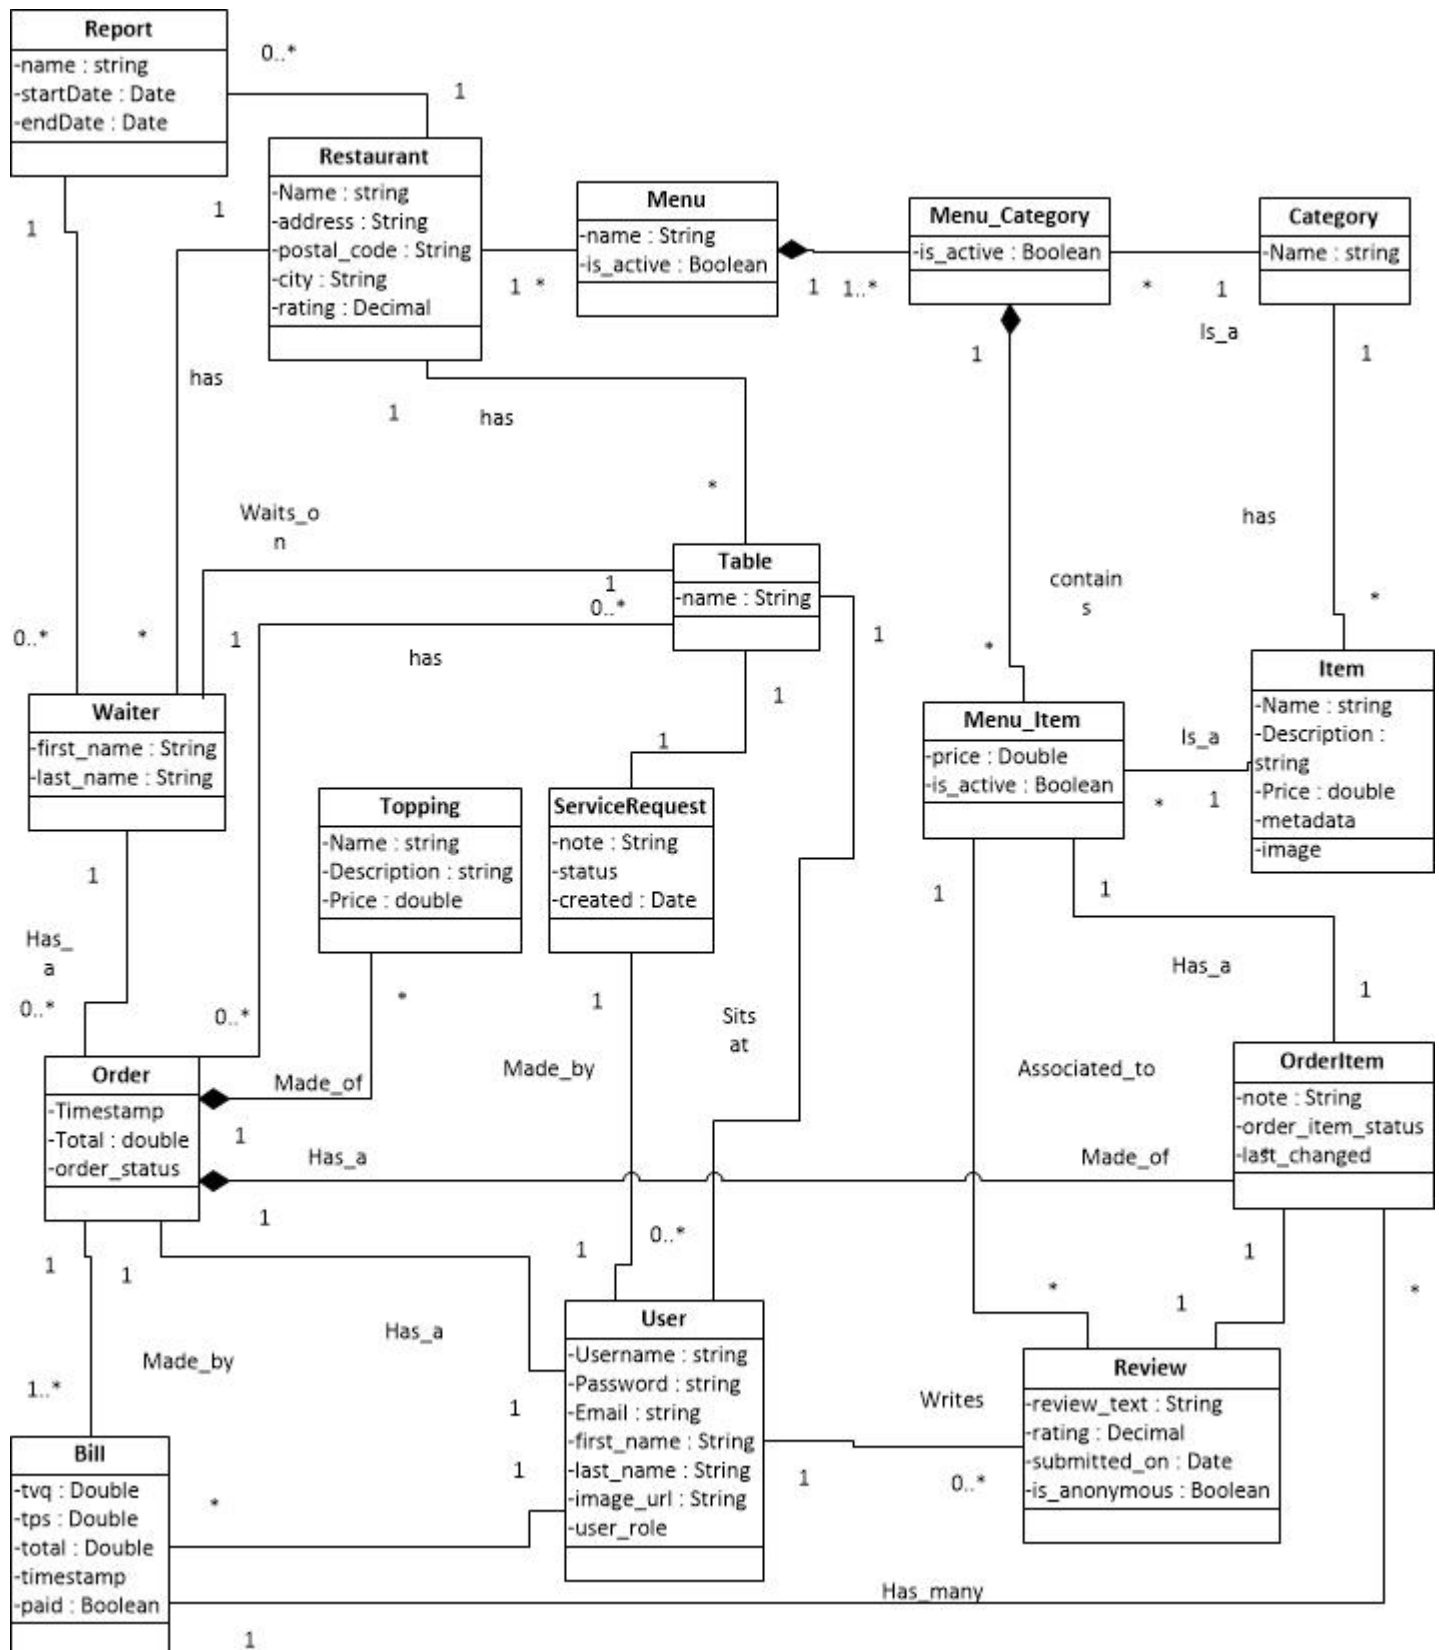 Report
-name : string
-startDate : Date
-endDate : Date
0..*
1
Restaurant
-Name : string
-address : String
-postal_code : String
-city : String
-rating : Decimal
1
1
Menu
-name : String
-is_active : Boolean
1
*
Menu_Category
-is_active : Boolean
1
1..*
Category
-Name : string
*
1
Is_a
1
1
has
1
has
*
Waits_o
n
has
contain
s
Table
-name : String
1
0..*
1
*
*
0..*
*
1
has
1
Waiter
-first_name : String
-last_name : String
Menu_Item
-price : Double
-is_active : Boolean
Is_a
*
1
Item
-Name : string
-Description :
string
-Price : double
-metadata
-image
1
Topping
-Name : string
-Description : string
-Price : double
ServiceRequest
-note : String
-status
-created : Date
1
1
1
Has_
a
0..*
0..*
*
1
Sits
at
Has_a
1
Order
-Timestamp
-Total : double
-order_status
Made_of
1
Made_by
Associated_to
OrderItem
-note : String
-order_item_status
-last_changed
*
Has_a
Made_of
1
1
1
1
0..*
1
*
1
*
User
-Username : string
-Password : string
-Email : string
-first_name : String
-last_name : String
-image_url : String
-user_role
Has_a
Made_by
1..*
1
1
Review
-review_text : String
-rating : Decimal
-submitted_on : Date
-is_anonymous : Boolean
Writes
1
0..*
Bill
-tvq : Double
-tps : Double
-total : Double
-timestamp
-paid : Boolean
*
Has_many
1